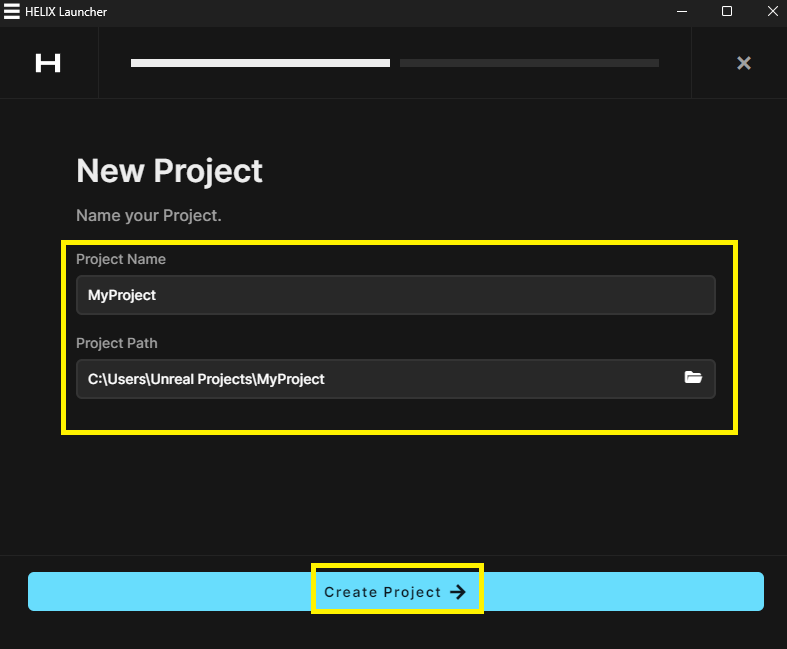 HELIX Launcher
H
New Project
Name your Project.
Project Name
MyProject
Project Path
C:\Users\Unreal Projects\MyProject
Create Project